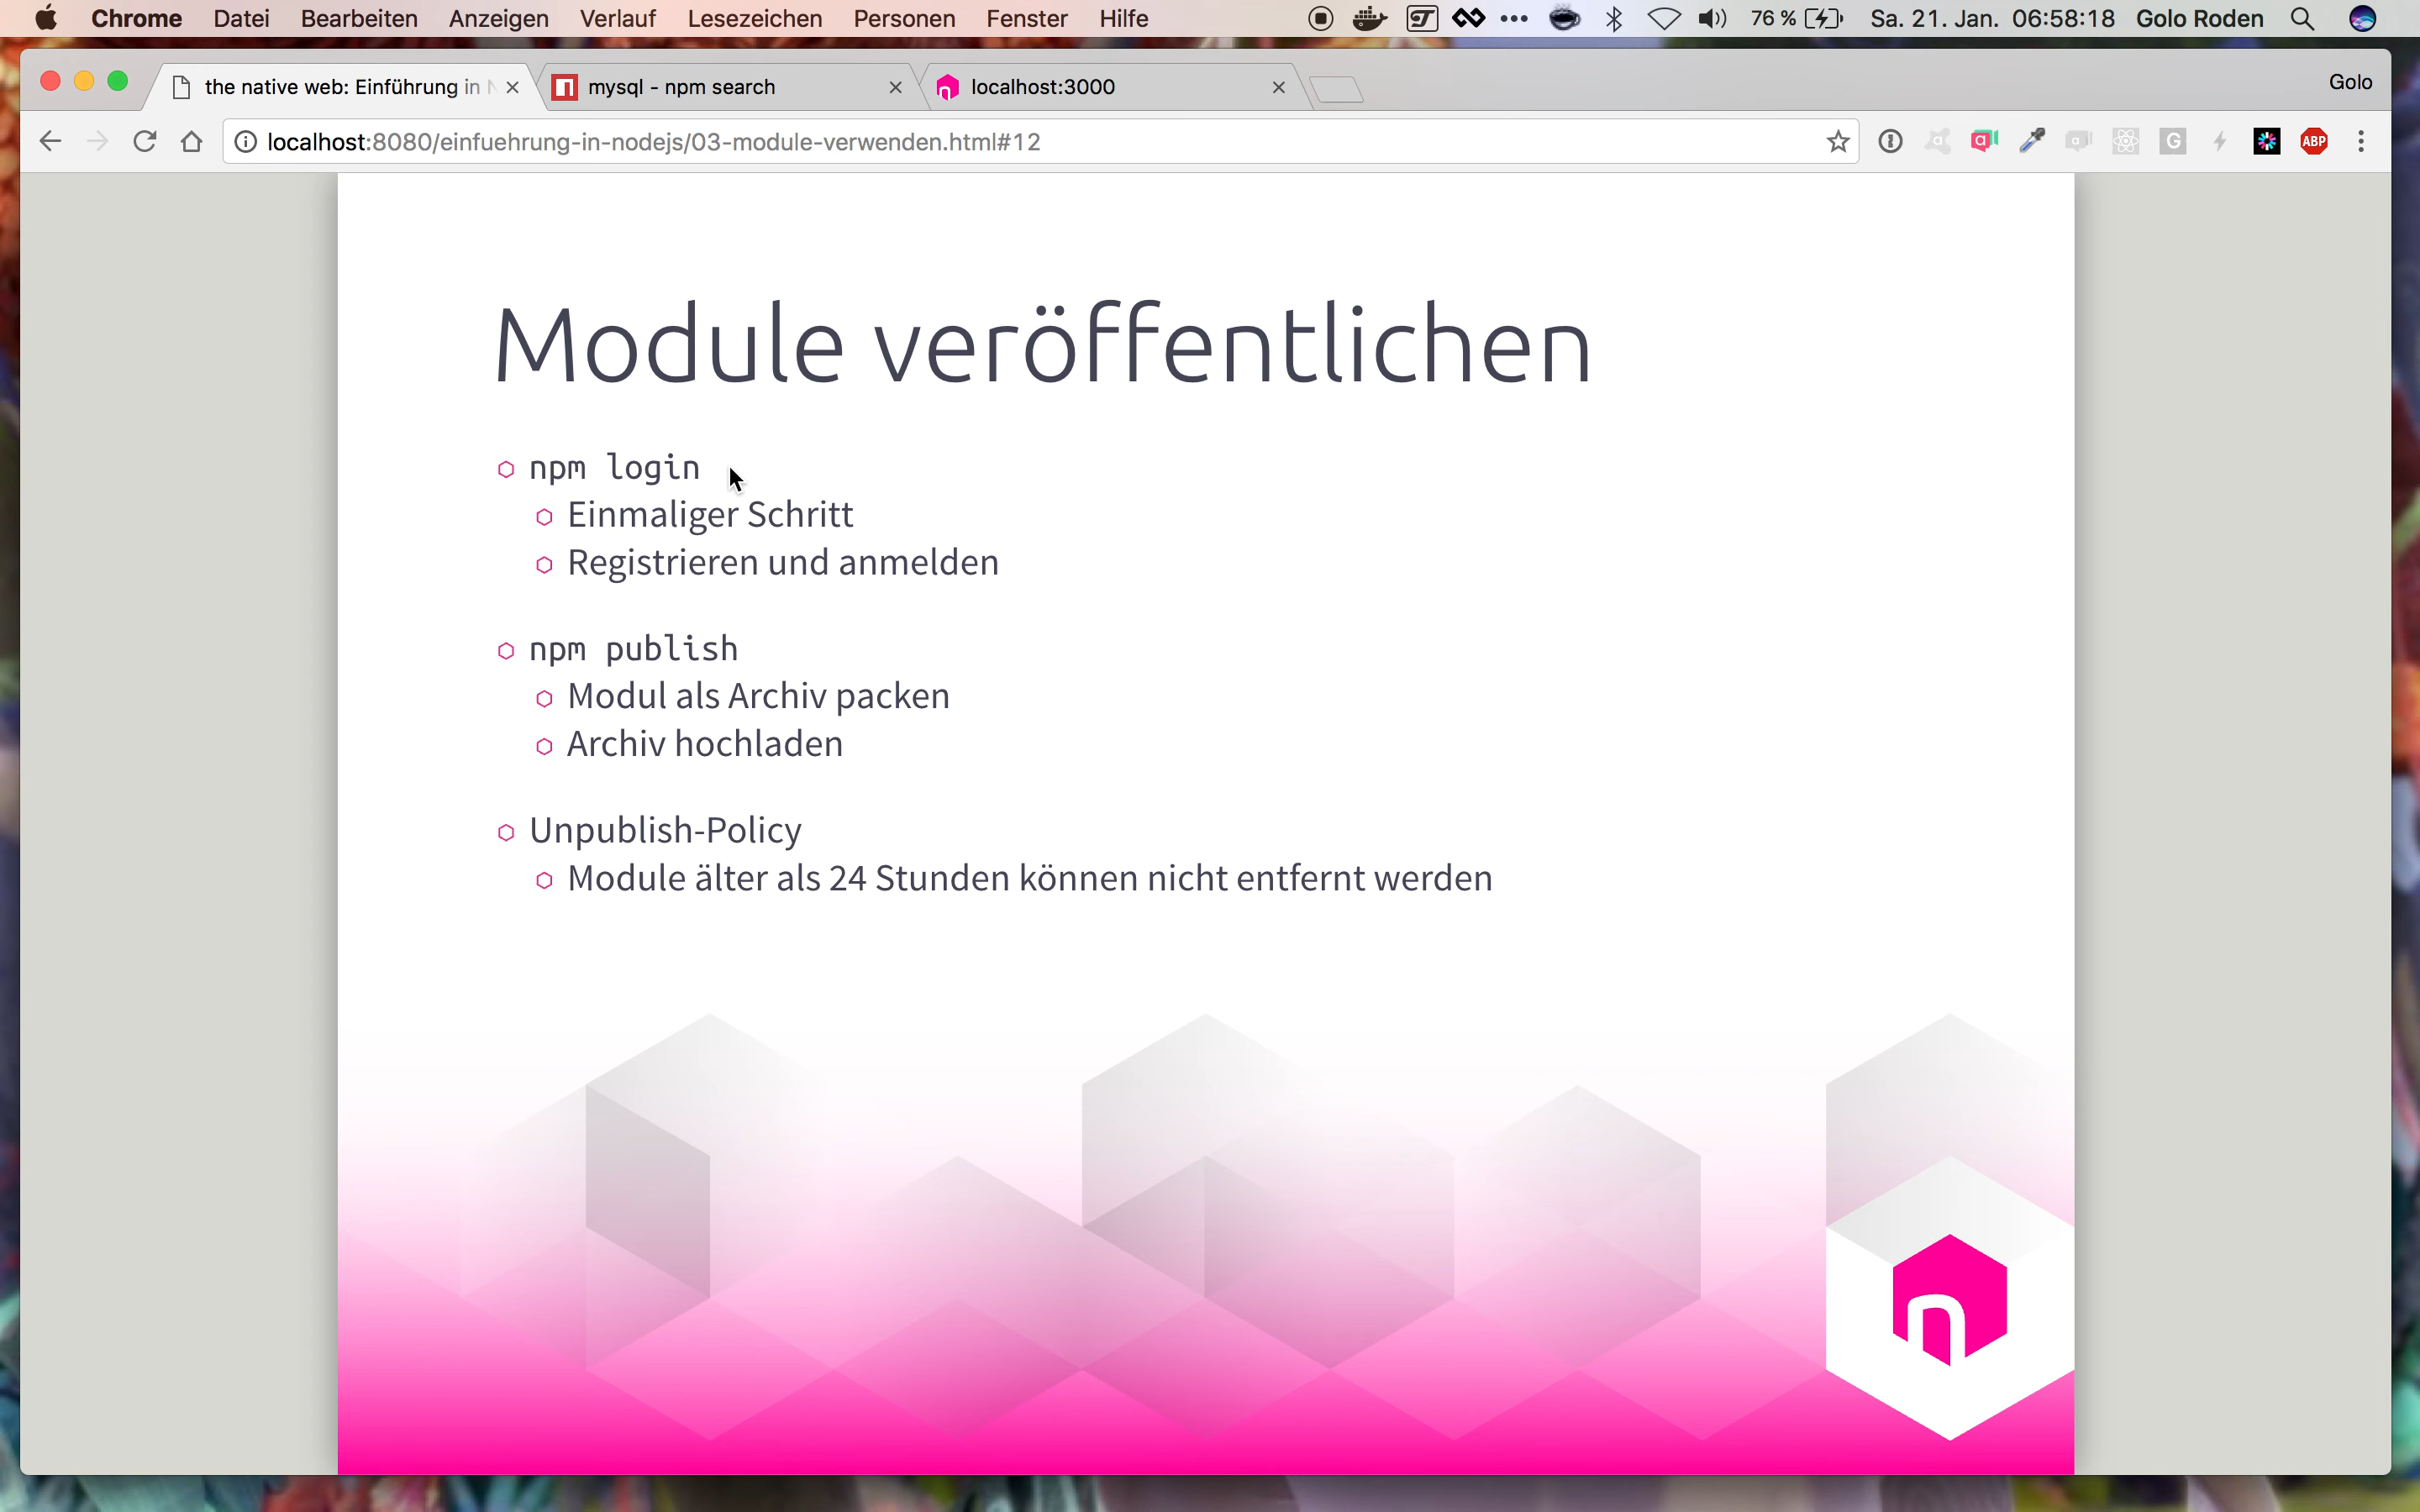 Chrome Datei Bearbeiten Anzeigen Verlauf Lesezeichen Personen Fenster Hilfe 76 % Sa. 21. Jan. 06:58:18 Golo Roden
the native web: Einführung in mysql - npm search localhost:3000 Golo
localhost:8080/einfuehrung-in-nodejs/03-module-verwenden.html#12 ABP
Module veröffentlichen
npm login
Einmaliger Schritt
Registrieren und anmelden
npm publish
Modul als Archiv packen
Archiv hochladen
Unpublish-Policy
Module älter als 24 Stunden können nicht entfernt werden